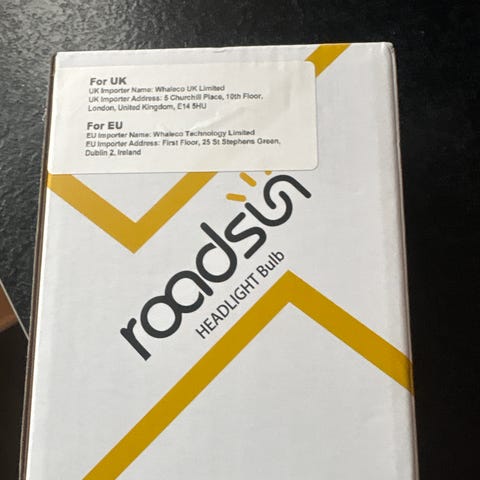 For UK
UK Importer Name: Whaleco UK Limited
UK Importer Address: 5 Churchill Place, 10th Floor,
London, United Kingdom, E14 5HU
For EU
EU Importer Name: Whaleco Technology Limited
EU Importer Address: First Floor, 25 St Stephens Green,
Dublin 2, Ireland
roadsun
HEADLIGHT Bulb